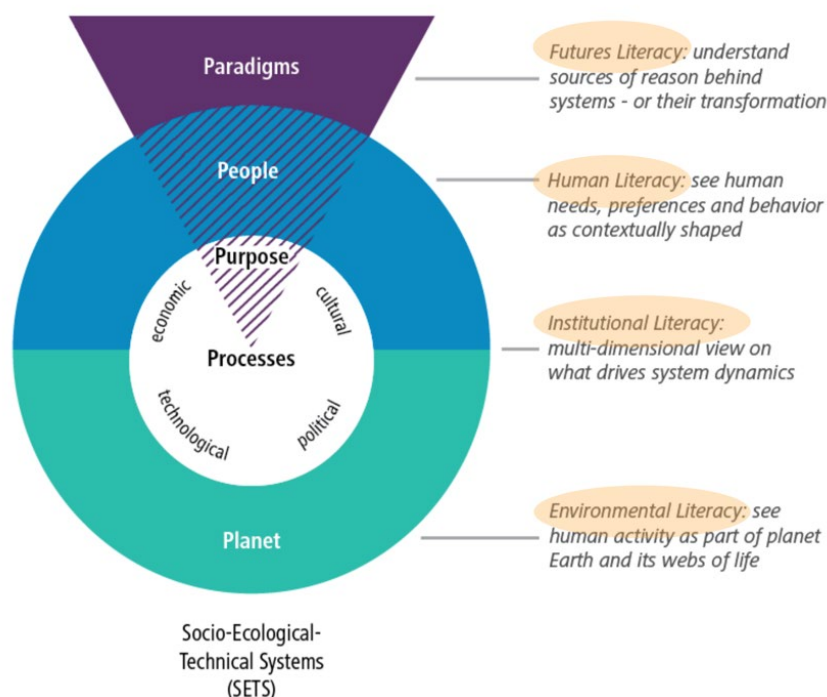 Paradigms
Futures Literacy: understand
sources of reason behind
systems - or their transformation
People
Human Literacy: see human
needs, preferences and behavior
as contextually shaped
Purpose
economic
cultural
Processes
technological
political
Institutional Literacy:
multi-dimensional view on
what drives system dynamics
Planet
Environmental Literacy: see
human activity as part of planet
Earth and its webs of life
Socio-Ecological-
Technical Systems
(SETS)